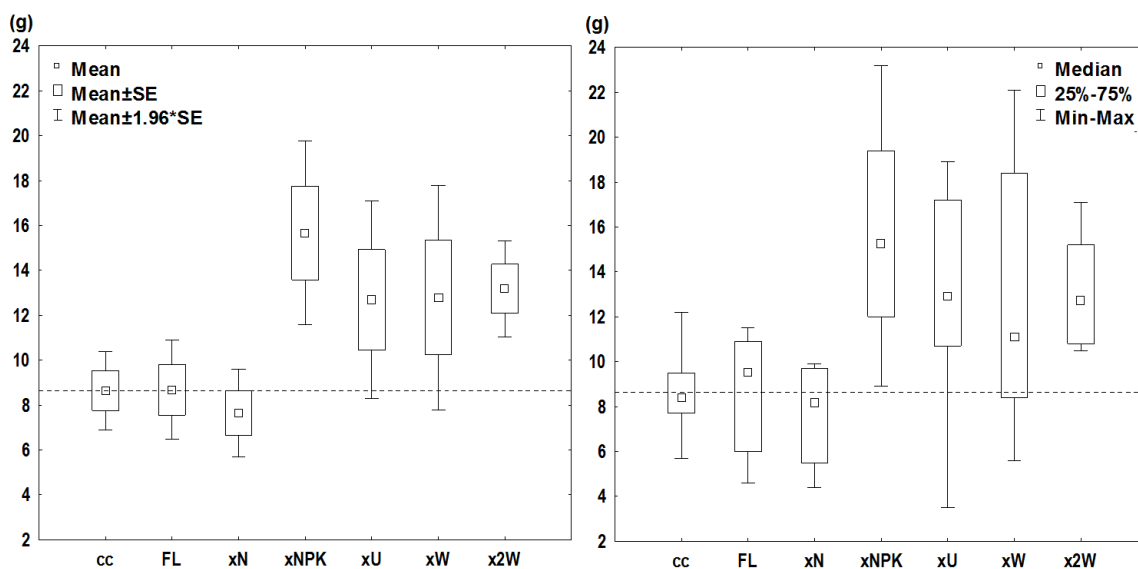 (g)
24
22
20
18
16
14
12
10
8
6
4
2
Mean
Mean±SE
Mean±1.96*SE
cc FL xN xNPK xU xW x2W
(g)
24
22
20
18
16
14
12
10
8
6
4
2
Median
25%-75%
Min-Max
cc FL xN xNPK xU xW x2W